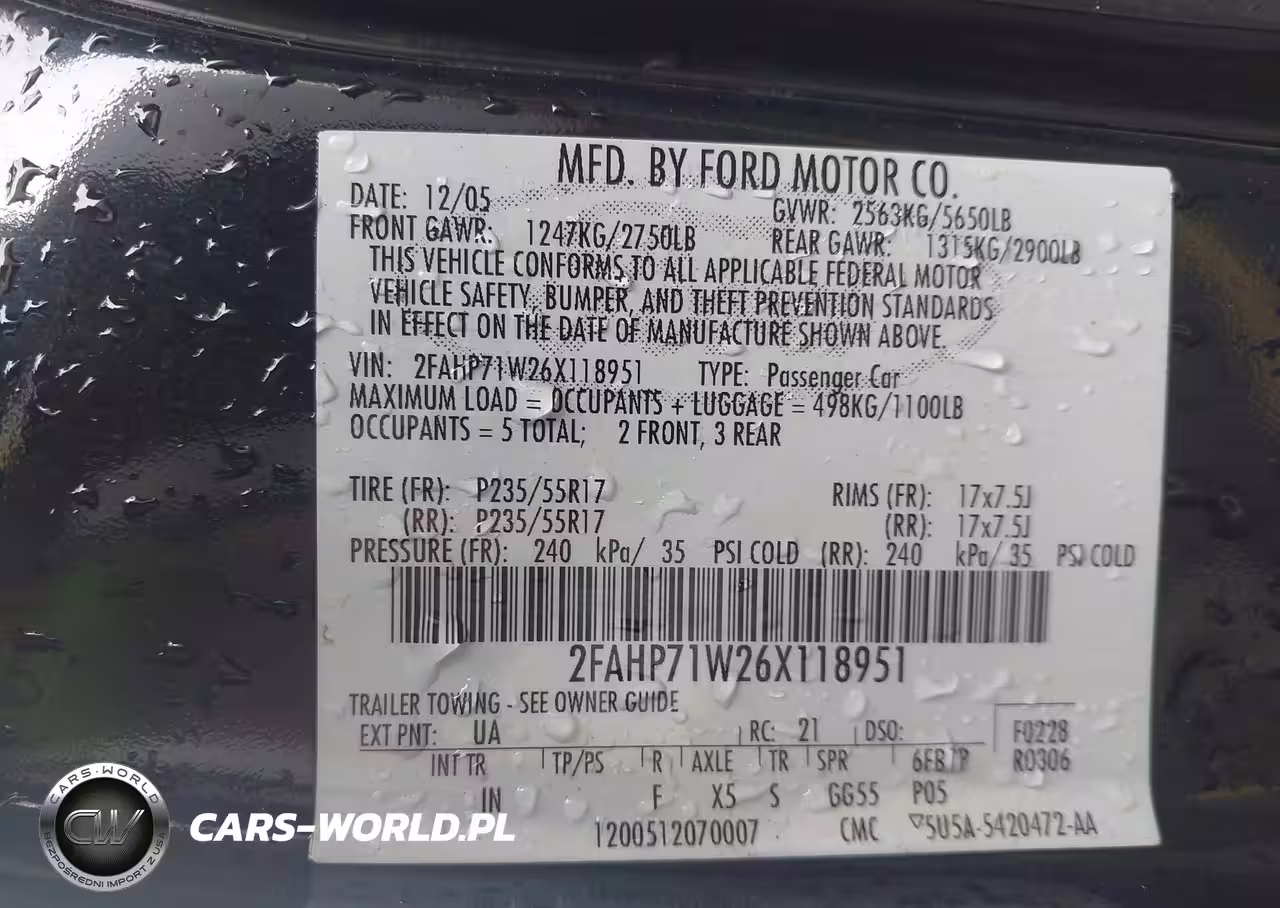 MFD. BY FORD MOTOR CO.
DATE: 12/05 GVWR: 2563KG/5650LB
FRONT GAWR: 1247KG/2750LB REAR GAWR: 1315KG/2900LB
THIS VEHICLE CONFORMS TO ALL APPLICABLE FEDERAL MOTOR
VEHICLE SAFETY, BUMPER, AND THEFT PREVENTION STANDARDS
IN EFFECT ON THE DATE OF MANUFACTURE SHOWN ABOVE.
VIN: 2FAHP71W26X118951 TYPE: Passenger Car
MAXIMUM LOAD = OCCUPANTS + LUGGAGE = 498KG/1100LB
OCCUPANTS = 5 TOTAL; 2 FRONT, 3 REAR
TIRE (FR): P235/55R17 RIMS (FR): 17x7.5J
(RR): P235/55R17 (RR): 17x7.5J
PRESSURE (FR): 240 kPa/ 35 PSI COLD (RR): 240 kPa/ 35 PSI COLD
2FAHP71W26X118951
TRAILER TOWING - SEE OWNER GUIDE
EXT PNT: UA RC: 21 DSO: F0228
INT TR TP/PS R AXLE TR SPR R0306
IN F X5 S GG55 P05
1200512070007 CMC 5U5A-5420472-AA
CARS-WORLD
CW
BEZPOŚREDNI IMPORT Z USA
CARS-WORLD.PL